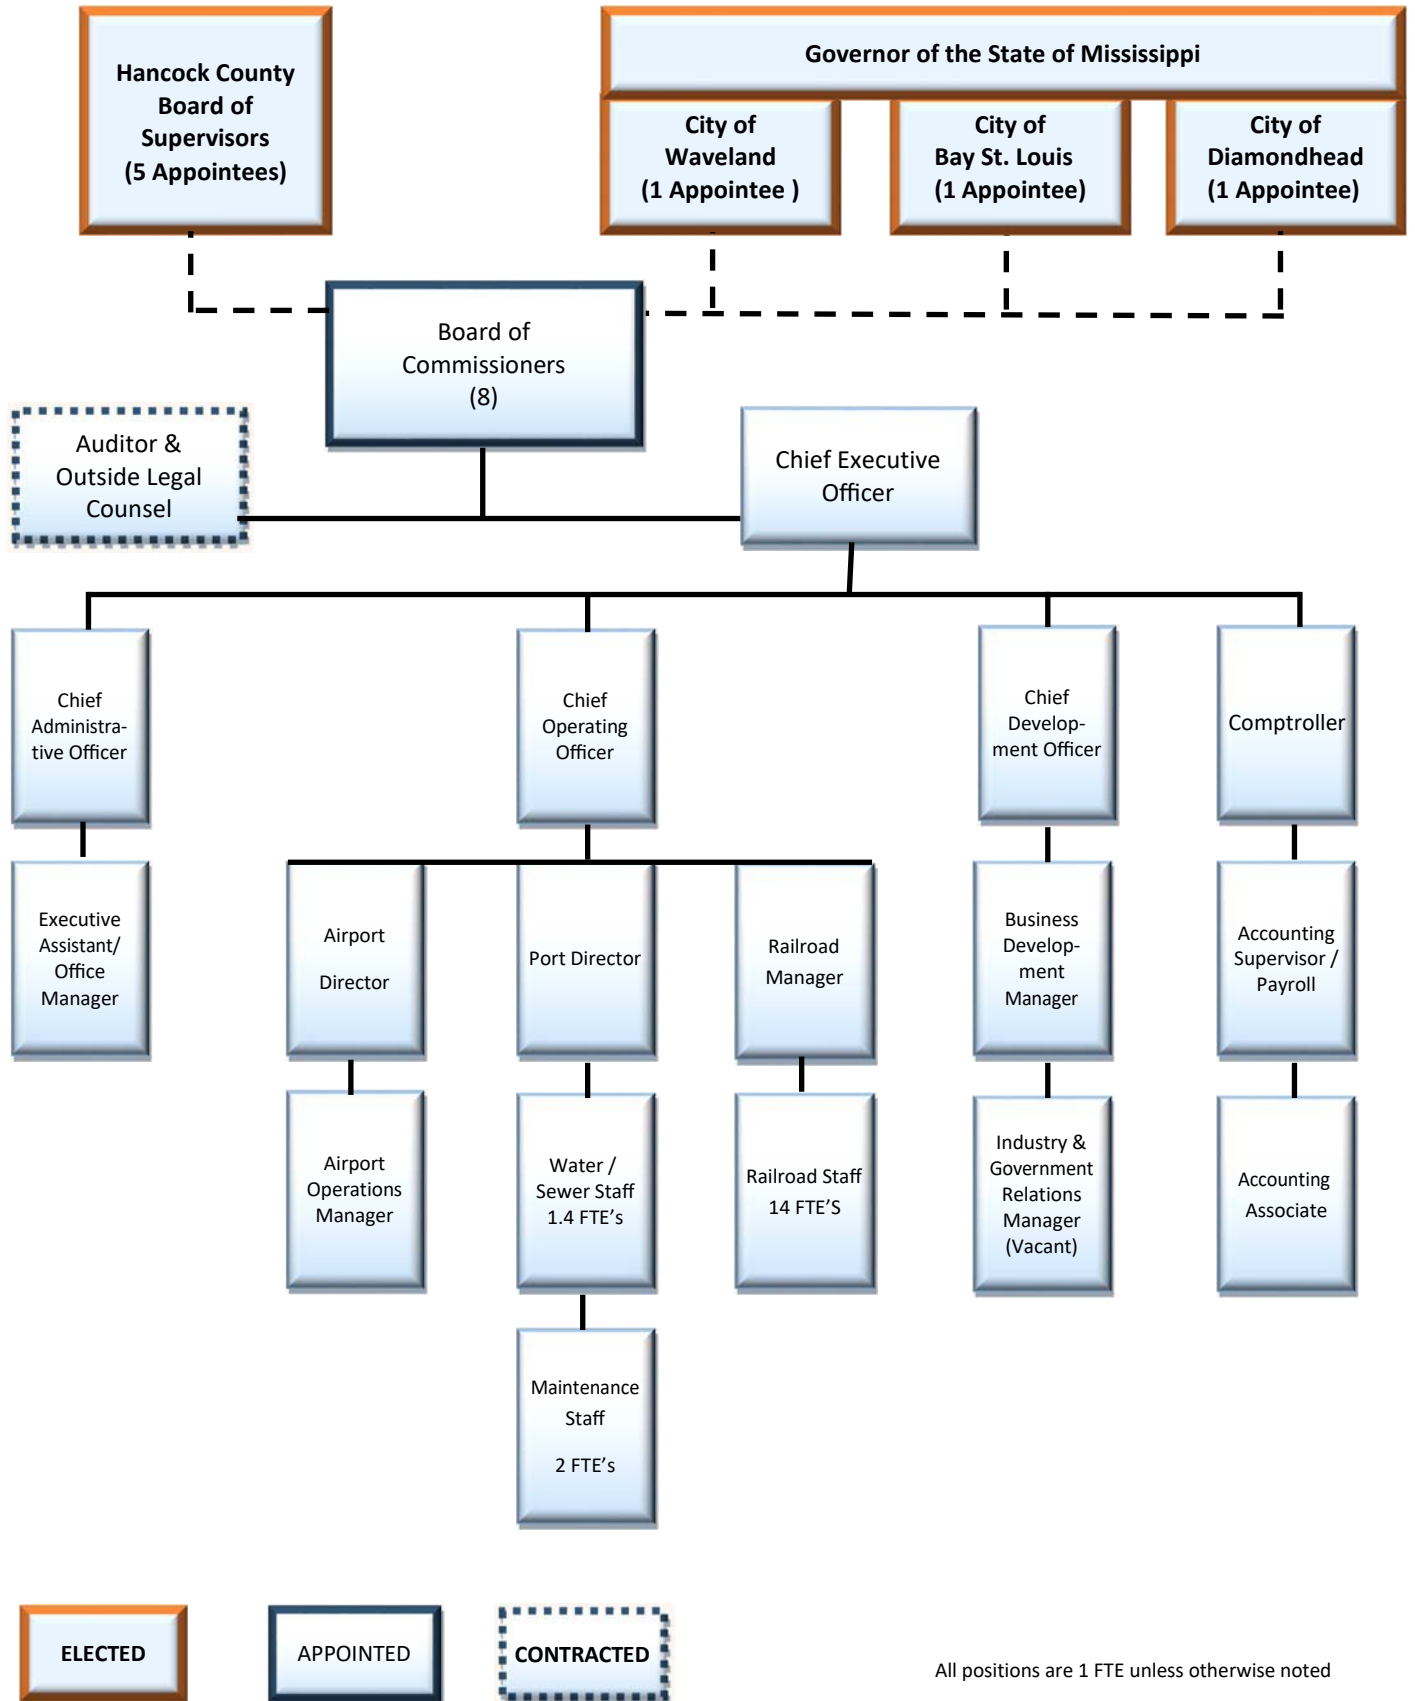 Hancock County
Board of
Supervisors
(5 Appointees)
Governor of the State of Mississippi
City of
Waveland
(1 Appointee )
City of
Bay St. Louis
(1 Appointee)
City of
Diamondhead
(1 Appointee)
Board of
Commissioners
(8)
Auditor &
Outside Legal
Counsel
Chief Executive
Officer
Chief
Administra-
tive Officer
Chief
Operating
Officer
Chief
Develop-
ment Officer
Comptroller
Executive
Assistant/
Office
Manager
Airport
Director
Port Director
Railroad
Manager
Business
Develop-
ment
Manager
Accounting
Supervisor /
Payroll
Airport
Operations
Manager
Water /
Sewer Staff
1.4 FTE’s
Railroad Staff
14 FTE’S
Industry &
Government
Relations
Manager
(Vacant)
Accounting
Associate
Maintenance
Staff
2 FTE’s
ELECTED
APPOINTED
CONTRACTED
All positions are 1 FTE unless otherwise noted